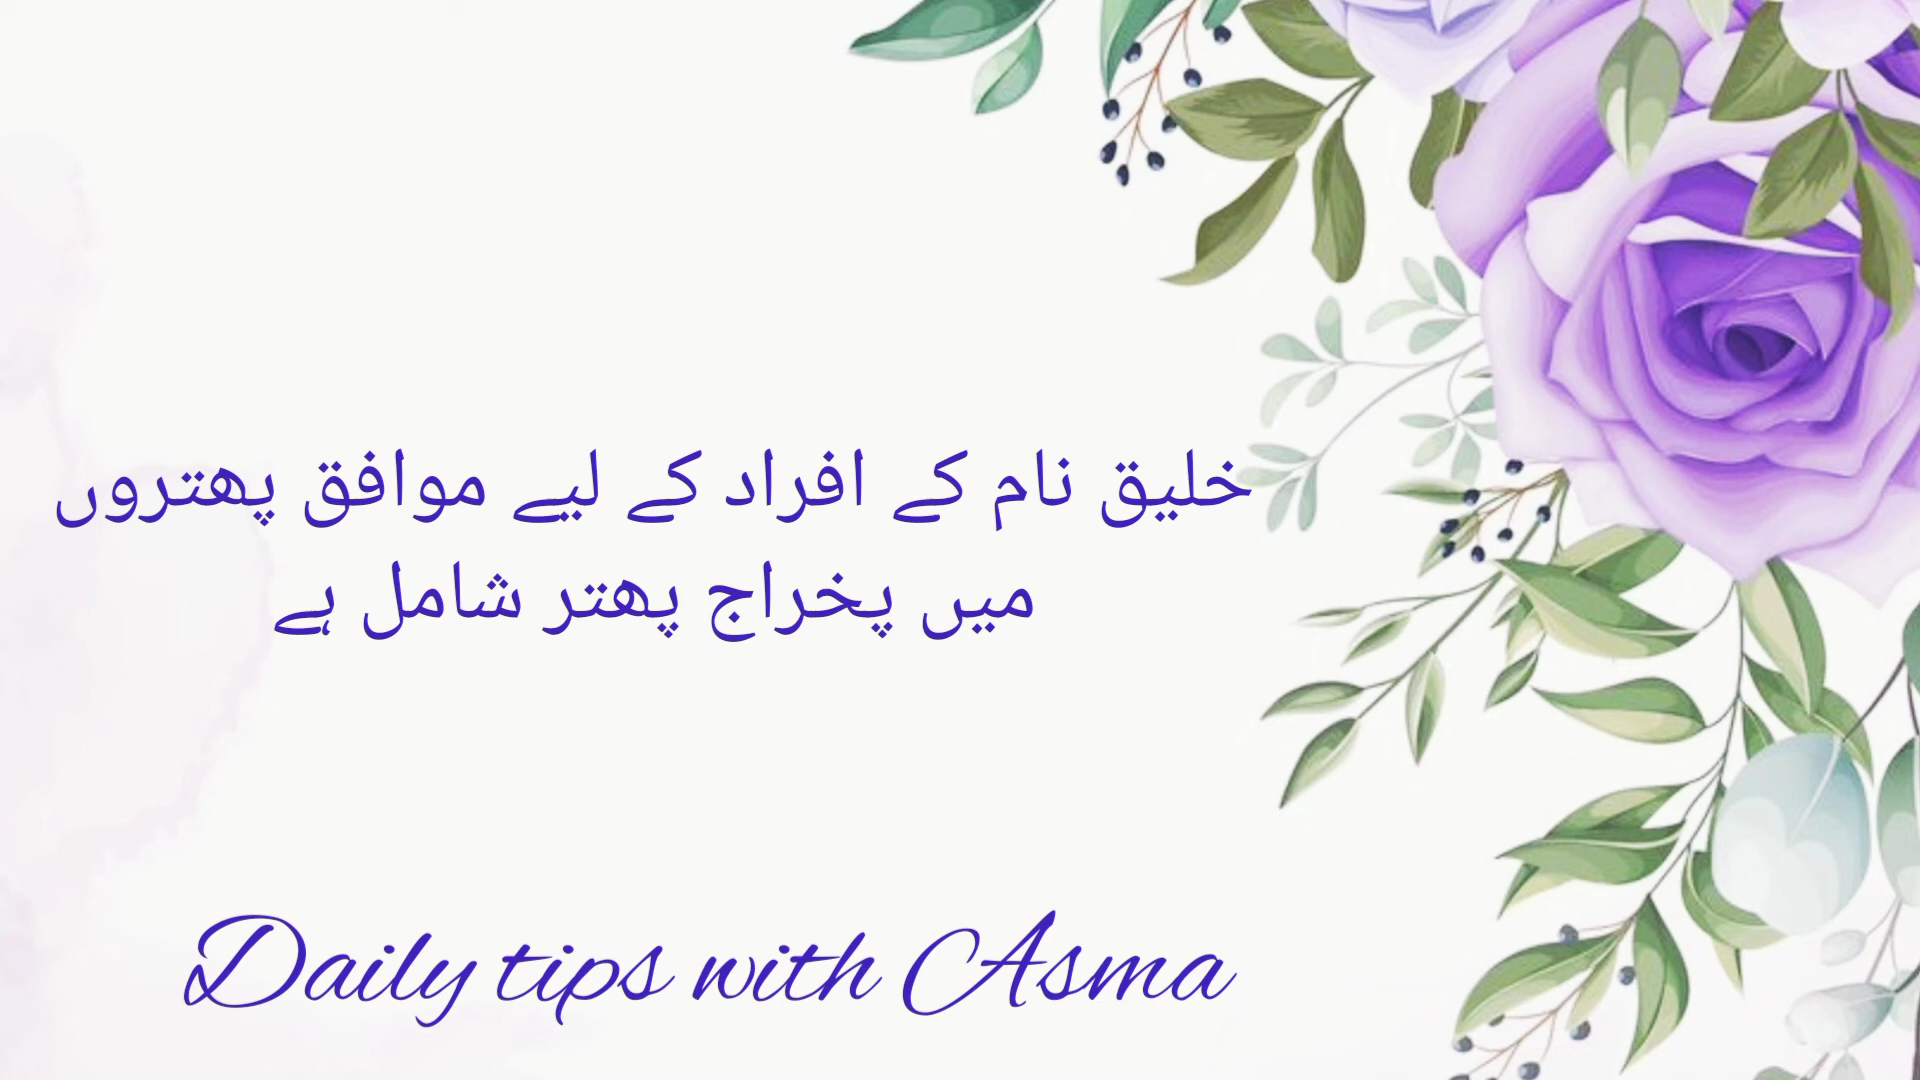 خلیق نام کے افراد کے لیے موافق پھتروں
میں پخراج پھتر شامل ہے
Daily tips with Asma